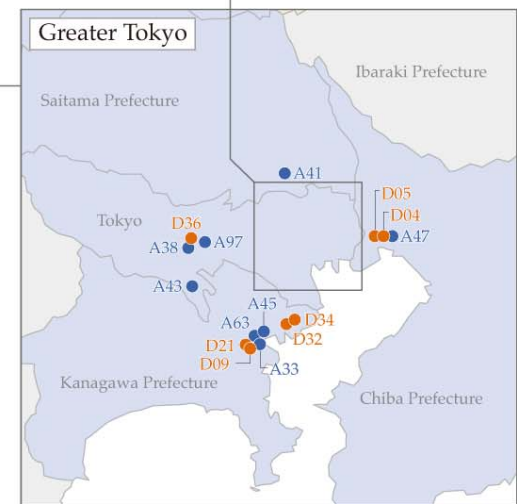 Greater Tokyo
Ibaraki Prefecture
Saitama Prefecture
A41
D05
D04
A47
Tokyo
D36
A38
A97
A43
A45
A63
D34
D32
D21
D09
A33
Kanagawa Prefecture
Chiba Prefecture